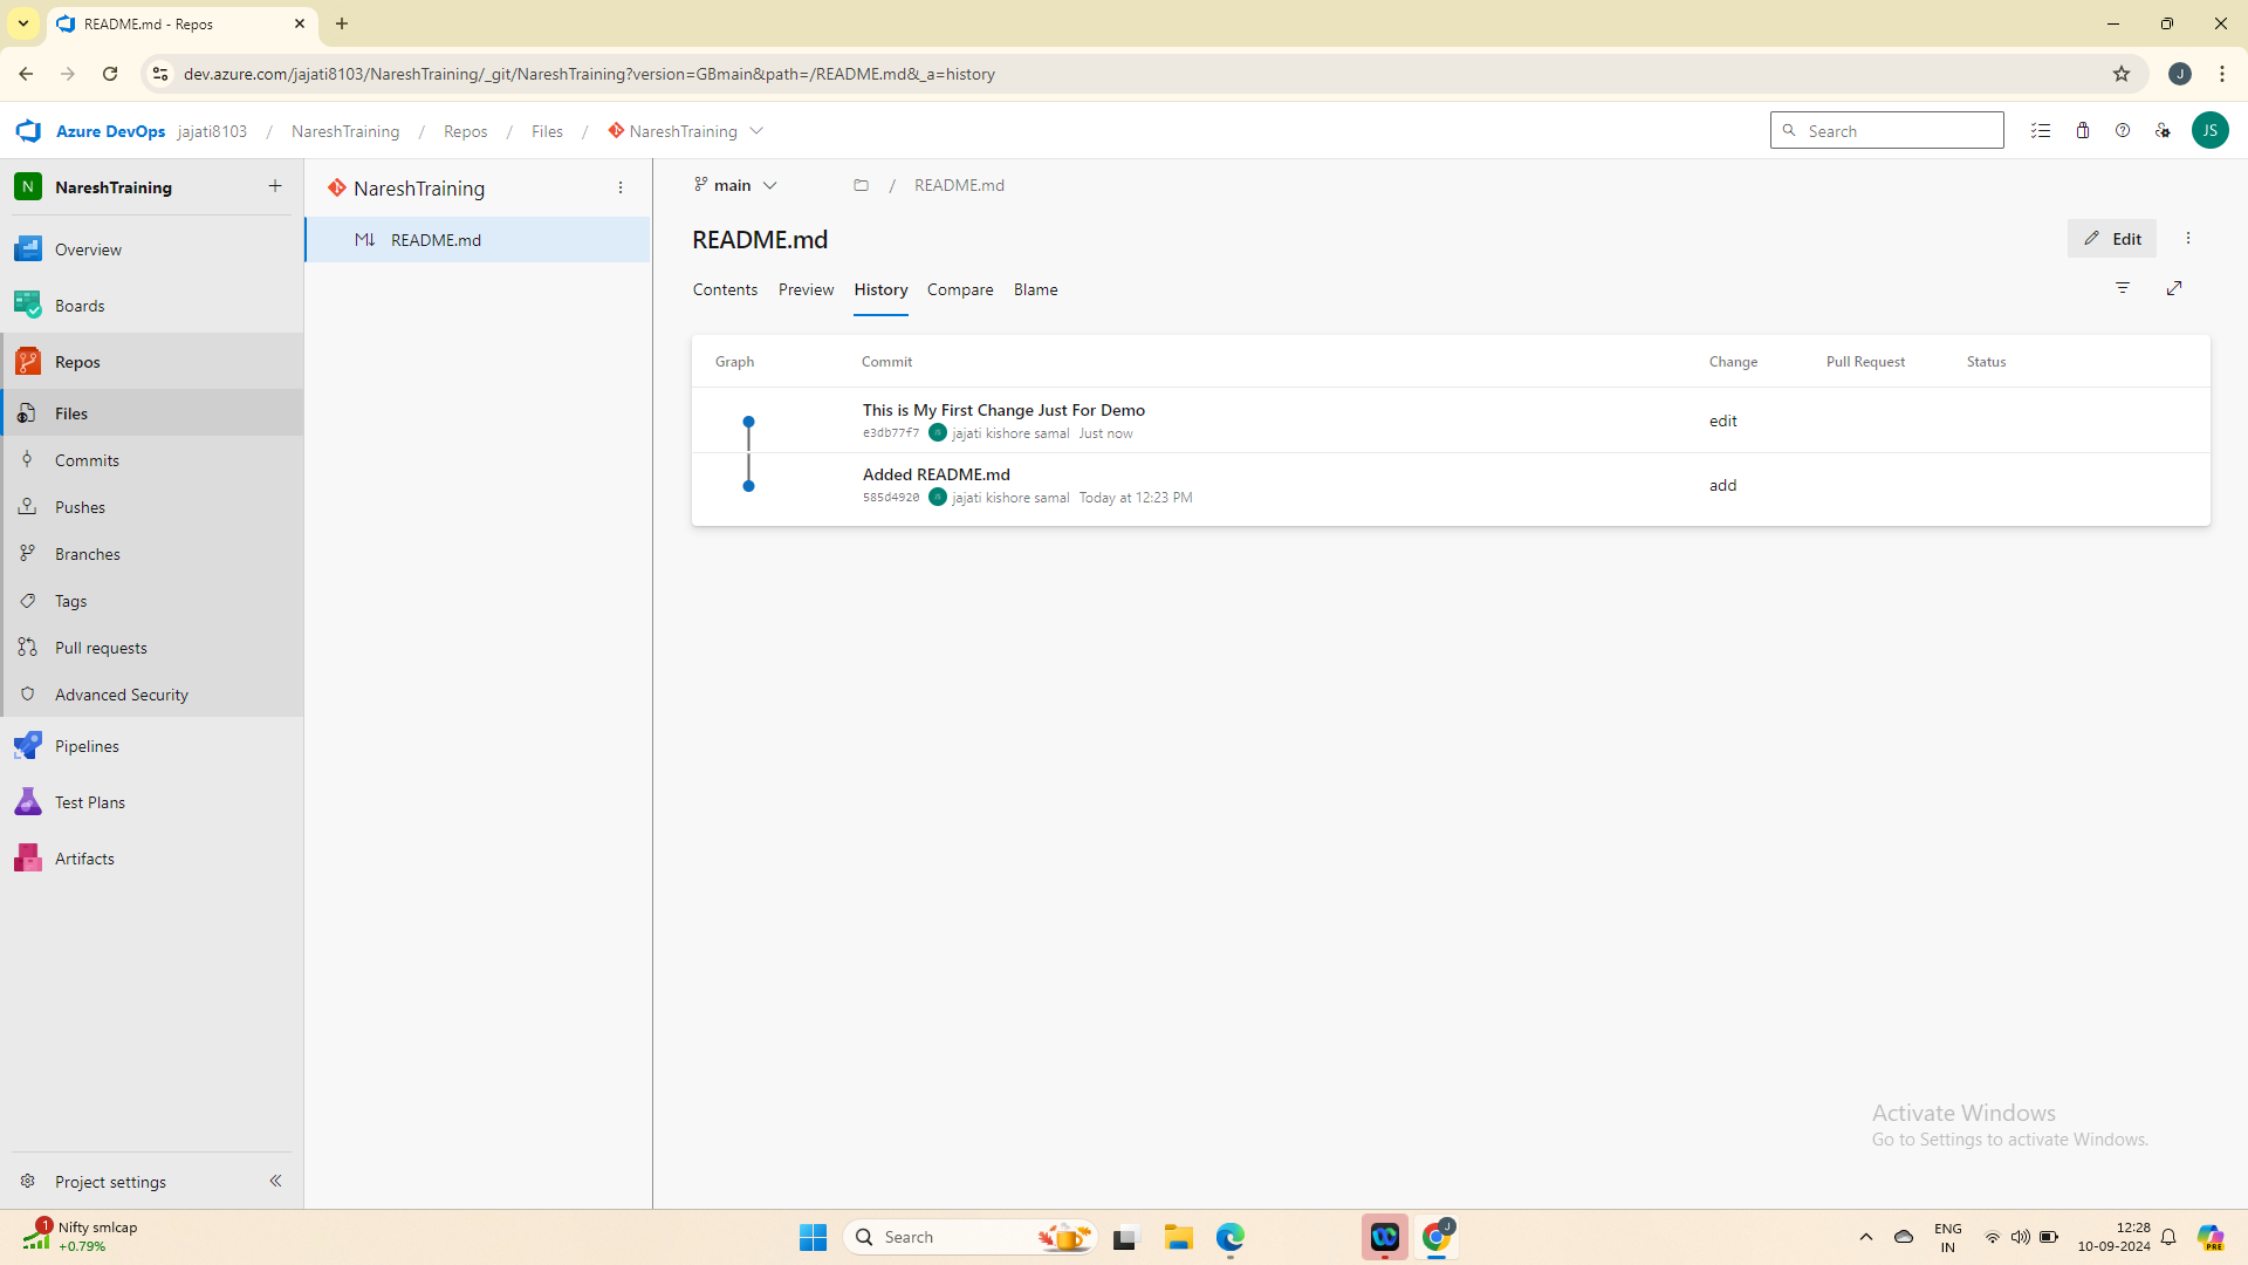 README.md - Repos
dev.azure.com/jajati8103/NareshTraining/_git/NareshTraining?version=GBmain&path=/README.md&_a=history
J
Azure DevOps jajati8103 / NareshTraining / Repos / Files / NareshTraining
Search
JS
N NareshTraining
Overview
Boards
Repos
Files
Commits
Pushes
Branches
Tags
Pull requests
Advanced Security
Pipelines
Test Plans
Artifacts
Project settings
NareshTraining
M↓ README.md
main / README.md
README.md
Edit
Contents Preview History Compare Blame
Graph Commit Change Pull Request Status
This is My First Change Just For Demo
e3db77f7 JS jajati kishore samal Just now
edit
Added README.md
585d4920 JS jajati kishore samal Today at 12:23 PM
add
Activate Windows
Go to Settings to activate Windows.
1 Nifty smlcap
+0.79%
Search
J
ENG
IN
12:28
10-09-2024
PRE